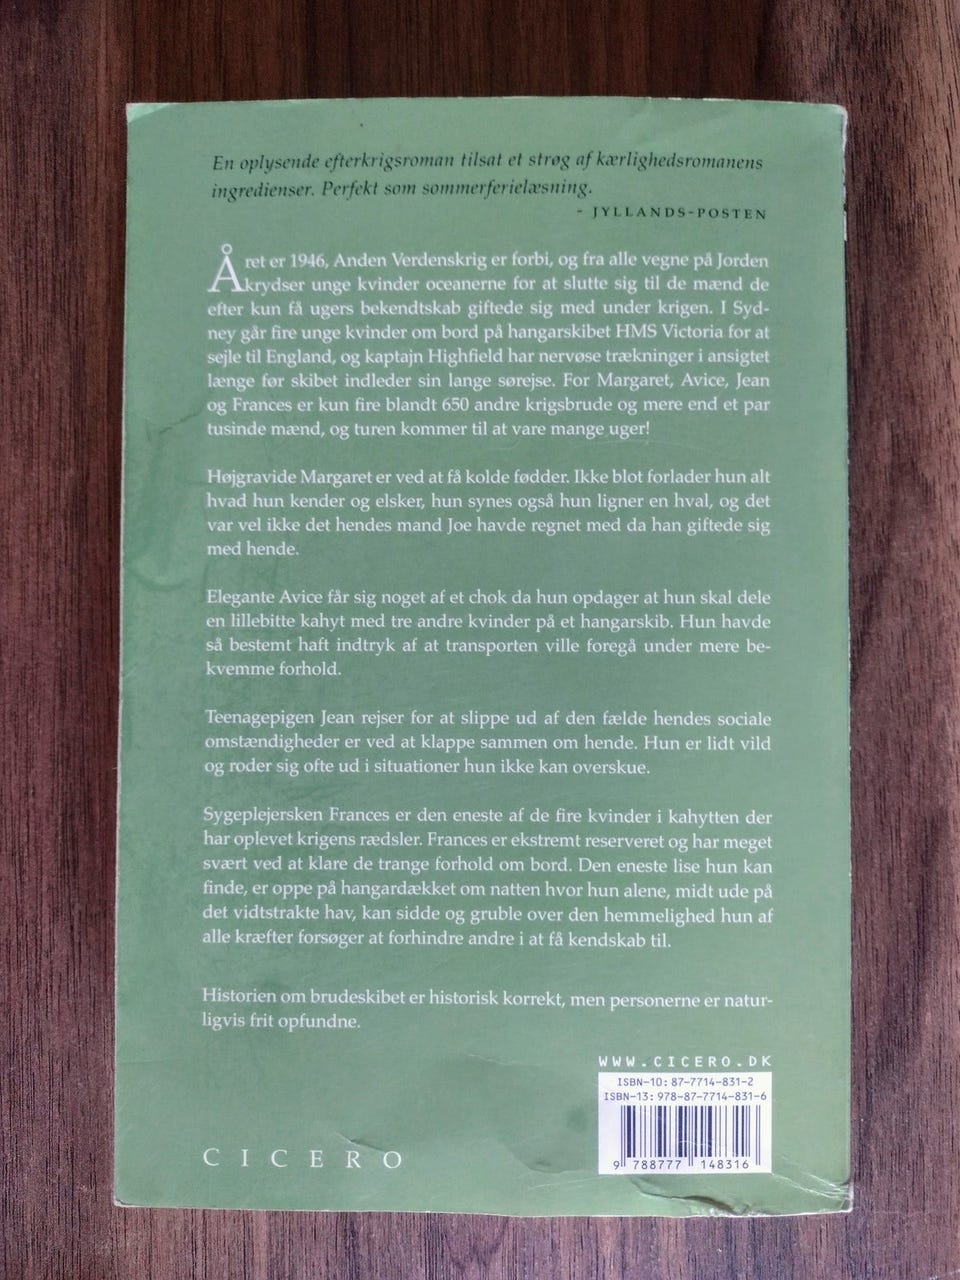 En oplysende efterkrigsroman tilsat et strøg af kærlighedsromanens
ingredienser. Perfekt som sommerferielæsning.
- JYLLANDS-POSTEN
Året er 1946, Anden Verdenskrig er forbi, og fra alle vegne på Jorden
krydser unge kvinder oceanerne for at slutte sig til de mænd de
efter kun få ugers bekendtskab giftede sig med under krigen. I Syd-
ney går fire unge kvinder om bord på hangarskibet HMS Victoria for at
sejle til England, og kaptajn Highfield har nervøse trækninger i ansigtet
længe før skibet indleder sin lange sørejse. For Margaret, Avice, Jean
og Frances er kun fire blandt 650 andre krigsbrude og mere end et par
tusinde mænd, og turen kommer til at vare mange uger!
Højgravide Margaret er ved at få kolde fødder. Ikke blot forlader hun alt
hvad hun kender og elsker, hun synes også hun ligner en hval, og det
var vel ikke det hendes mand Joe havde regnet med da han giftede sig
med hende.
Elegante Avice får sig noget af et chok da hun opdager at hun skal dele
en lillebitte kahyt med tre andre kvinder på et hangarskib. Hun havde
så bestemt haft indtryk af at transporten ville foregå under mere be-
kvemme forhold.
Teenagepigen Jean rejser for at slippe ud af den fælde hendes sociale
omstændigheder er ved at klappe sammen om hende. Hun er lidt vild
og roder sig ofte ud i situationer hun ikke kan overskue.
Sygeplejersken Frances er den eneste af de fire kvinder i kahytten der
har oplevet krigens rædsler. Frances er ekstremt reserveret og har meget
svært ved at klare de trange forhold om bord. Den eneste lise hun kan
finde, er oppe på hangardækket om natten hvor hun alene, midt ude på
det vidtstrakte hav, kan sidde og gruble over den hemmelighed hun af
alle kræfter forsøger at forhindre andre i at få kendskab til.
Historien om brudeskibet er historisk korrekt, men personerne er natur-
ligvis frit opfundne.
WWW.CICERO.DK
ISBN-10: 87-7714-831-2
ISBN-13: 978-87-7714-831-6
9 788777 148316
CICERO